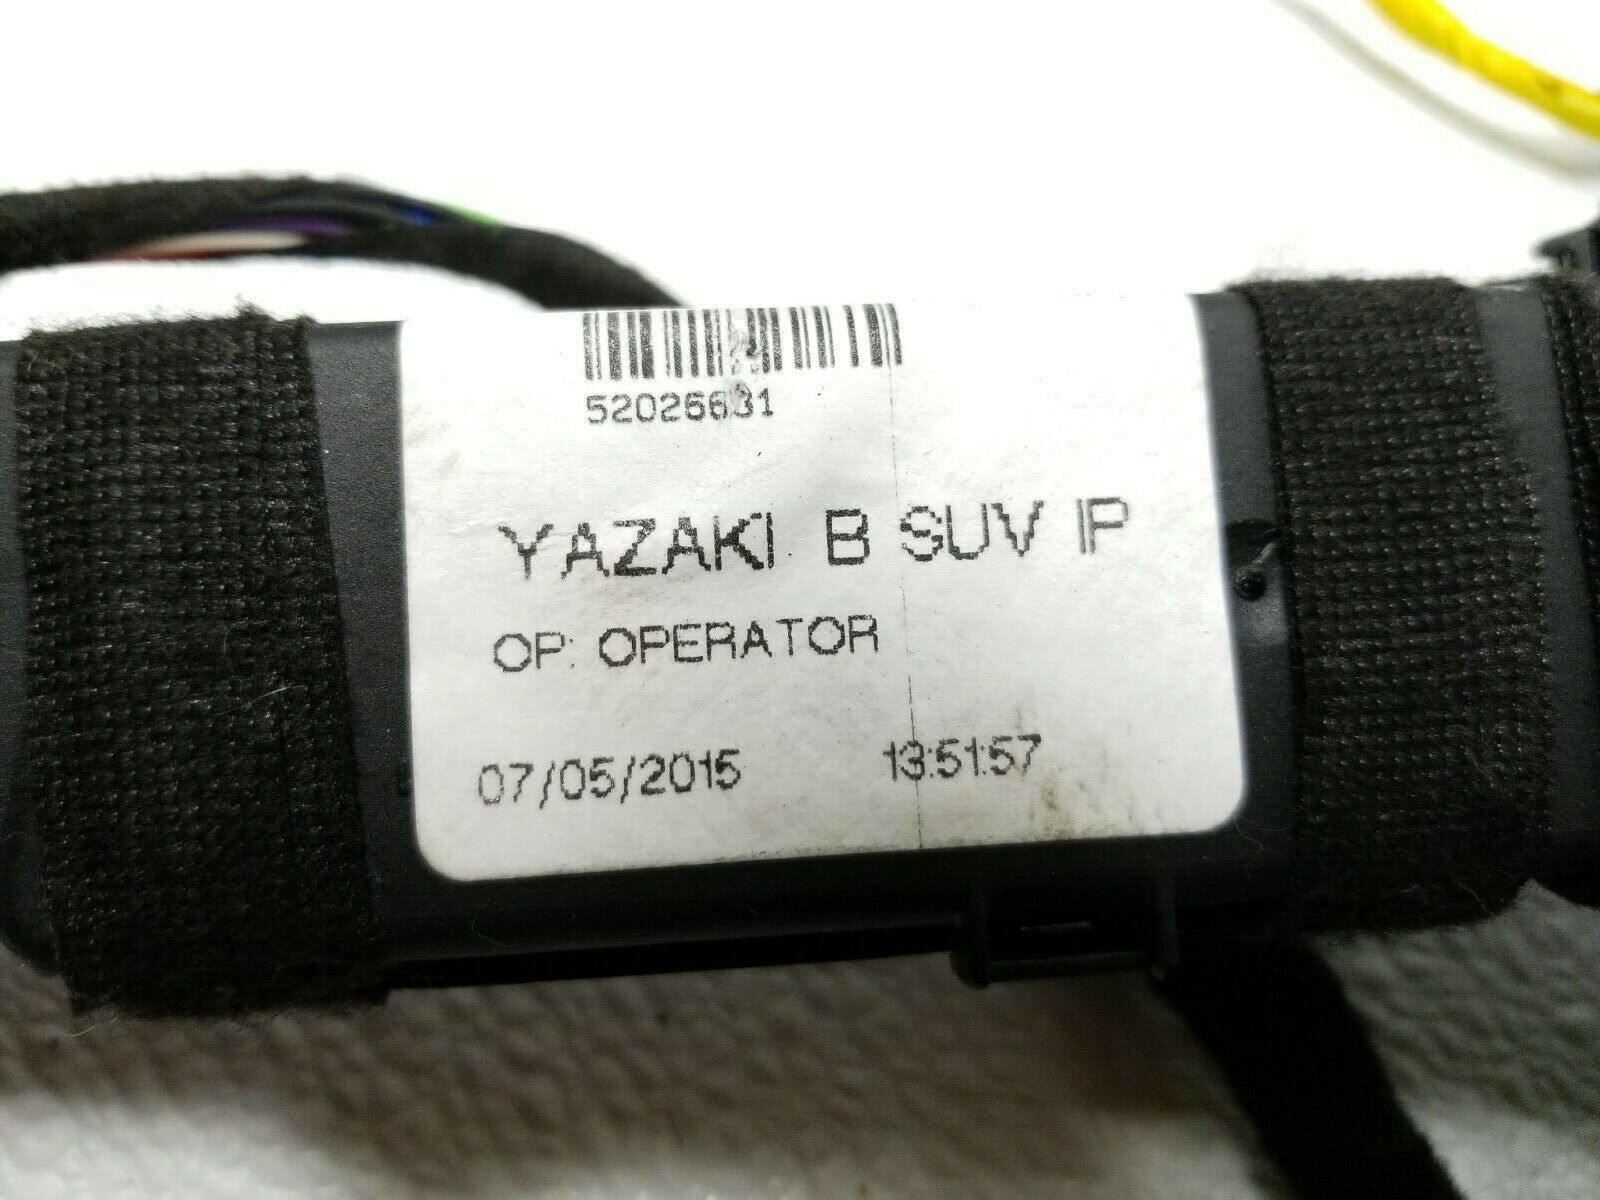 52026631
YAZAKI B SUV IP
OP: OPERATOR
07/05/2015 13:51:57